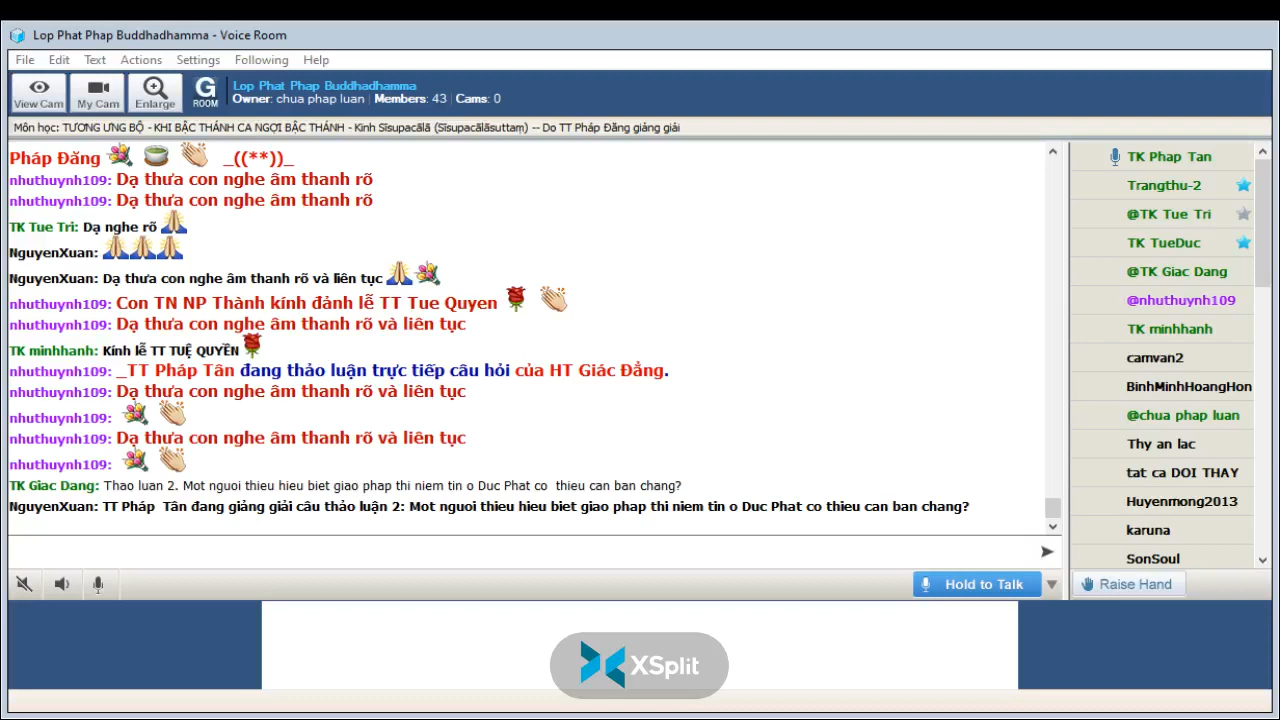 Lop Phat Phap Buddhadhamma - Voice Room
File Edit Text Actions Settings Following Help
View Cam My Cam Enlarge G ROOM
Lop Phat Phap Buddhadhamma
Owner: chua phap luan | Members: 43 | Cams: 0
Môn học: TƯƠNG ƯNG BỘ - KHI BẬC THÁNH CA NGỢI BẬC THÁNH - Kinh Sīsupacālā (Sīsupacālāsuttaṃ) -- Do TT Pháp Đăng giảng giải
Pháp Đăng _((**))_
nhuthuynh109: Dạ thưa con nghe âm thanh rõ
nhuthuynh109: Dạ thưa con nghe âm thanh rõ
TK Tue Tri: Dạ nghe rõ
NguyenXuan:
NguyenXuan: Dạ thưa con nghe âm thanh rõ và liên tục
nhuthuynh109: Con TN NP Thành kính đảnh lễ TT Tue Quyen
nhuthuynh109: Dạ thưa con nghe âm thanh rõ và liên tục
TK minhhanh: Kính lễ TT TUỆ QUYỀN
nhuthuynh109: _TT Pháp Tân đang thảo luận trực tiếp câu hỏi của HT Giác Đẳng.
nhuthuynh109: Dạ thưa con nghe âm thanh rõ và liên tục
nhuthuynh109:
nhuthuynh109: Dạ thưa con nghe âm thanh rõ và liên tục
nhuthuynh109:
TK Giac Dang: Thao luan 2. Mot nguoi thieu hieu biet giao phap thi niem tin o Duc Phat co thieu can ban chang?
NguyenXuan: TT Pháp Tân đang giảng giải câu thảo luận 2: Mot nguoi thieu hieu biet giao phap thi niem tin o Duc Phat co thieu can ban chang?
TK Phap Tan
Trangthu-2
@TK Tue Tri
TK TueDuc
@TK Giac Dang
@nhuthuynh109
TK minhhanh
camvan2
BinhMinhHoangHon
@chua phap luan
Thy an lac
tat ca DOI THAY
Huyenmong2013
karuna
SonSoul
Hold to Talk
Raise Hand
XSplit